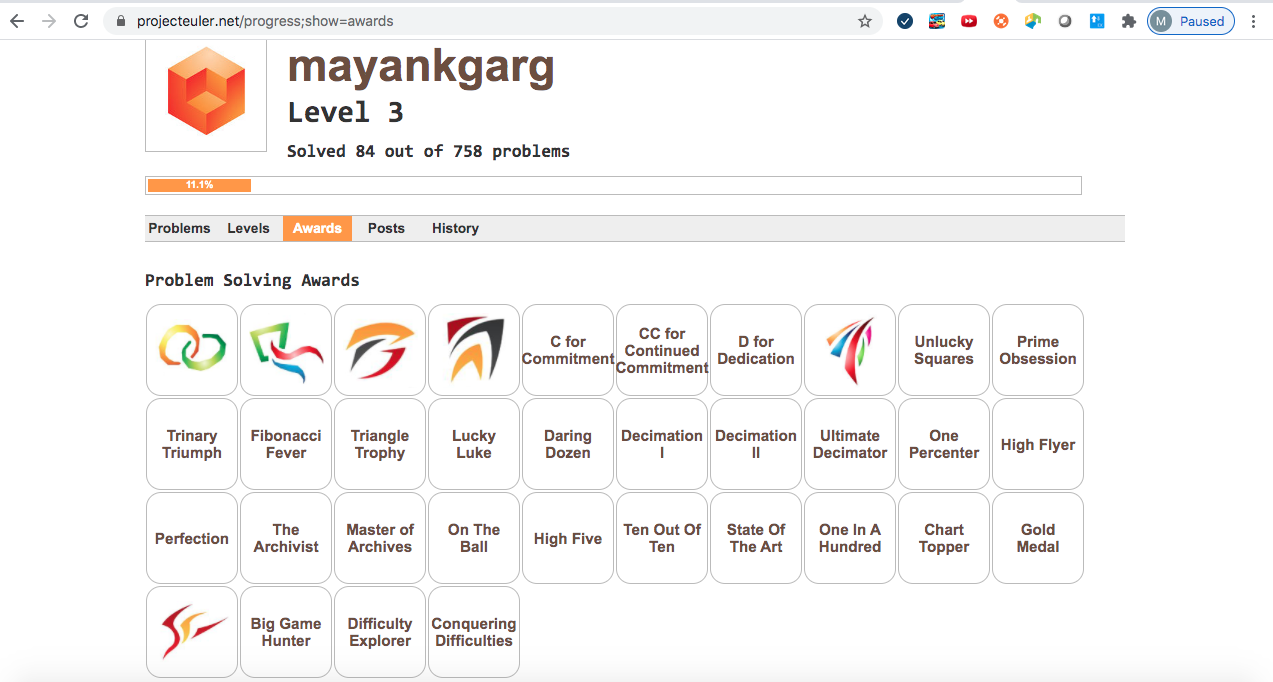 projecteuler.net/progress;show=awards
M Paused
mayankgarg
Level 3
Solved 84 out of 758 problems
11.1%
Problems Levels Awards Posts History
Problem Solving Awards
C for
Commitment
CC for
Continued
Commitment
D for
Dedication
Unlucky
Squares
Prime
Obsession
Trinary
Triumph
Fibonacci
Fever
Triangle
Trophy
Lucky
Luke
Daring
Dozen
Decimation
I
Decimation
II
Ultimate
Decimator
One
Percenter
High Flyer
Perfection
The
Archivist
Master of
Archives
On The
Ball
High Five
Ten Out Of
Ten
State Of
The Art
One In A
Hundred
Chart
Topper
Gold
Medal
Big Game
Hunter
Difficulty
Explorer
Conquering
Difficulties